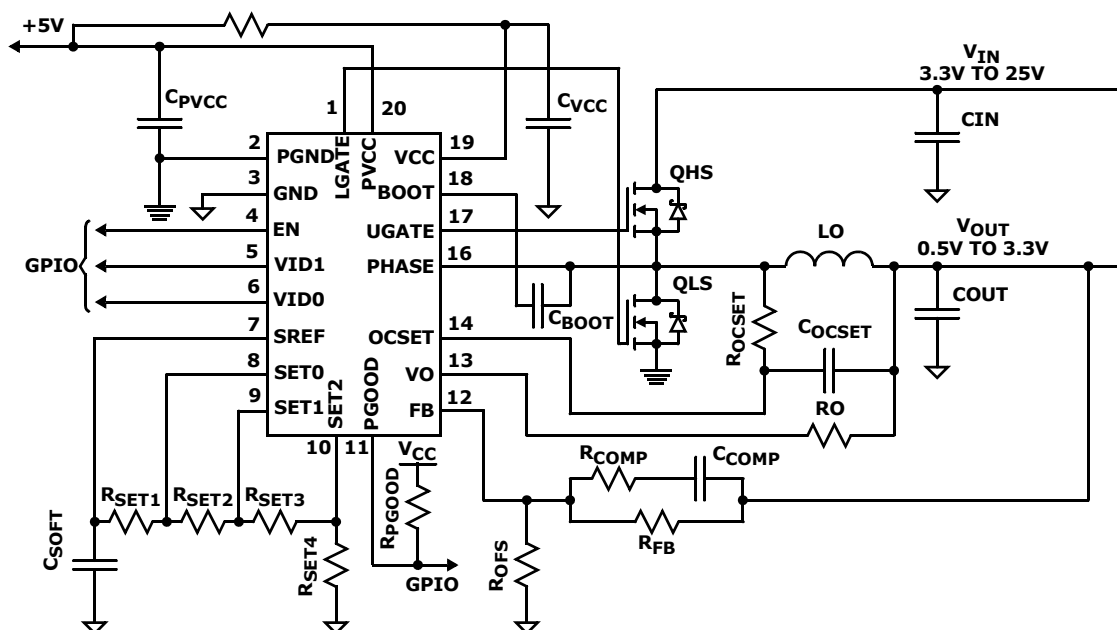 +5V
VIN
3.3V TO 25V
CPVCC
1
20
CVCC
CIN
2
PGND
LGATE
PVCC
VCC
19
3
GND
BOOT
18
QHS
4
EN
UGATE
17
LO
VOUT
0.5V TO 3.3V
GPIO
5
VID1
PHASE
16
6
VID0
QLS
CBOOT
COUT
7
SREF
OCSET
14
ROCSET
COCSET
8
SET0
VO
13
RO
9
SET1
SET2
PGOOD
FB
12
10
11
VCC
RCOMP
CCOMP
RSET1
RSET2
RSET3
RPGOOD
RFB
CSOFT
RSET4
GPIO
ROFS